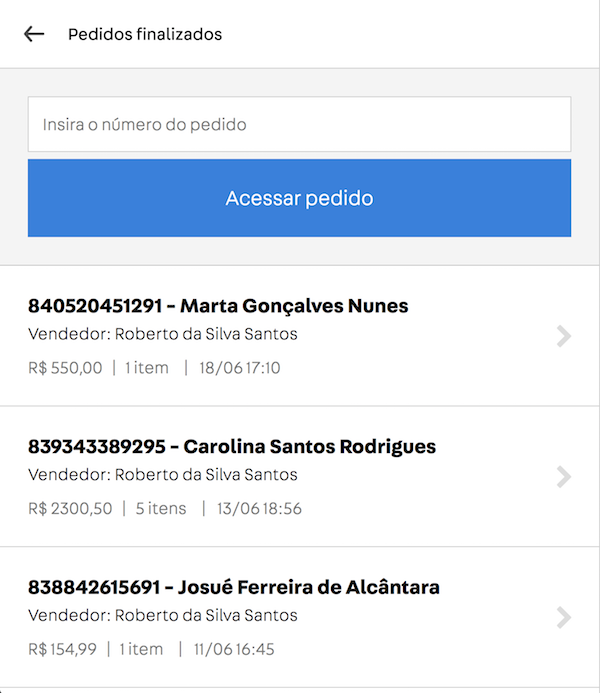 Pedidos finalizados
Insira o número do pedido
Acessar pedido
840520451291 - Marta Gonçalves Nunes
Vendedor: Roberto da Silva Santos
R$ 550,00 | 1 item | 18/06 17:10
839343389295 - Carolina Santos Rodrigues
Vendedor: Roberto da Silva Santos
R$ 2300,50 | 5 itens | 13/06 18:56
838842615691 - Josué Ferreira de Alcântara
Vendedor: Roberto da Silva Santos
R$ 154,99 | 1 item | 11/06 16:45